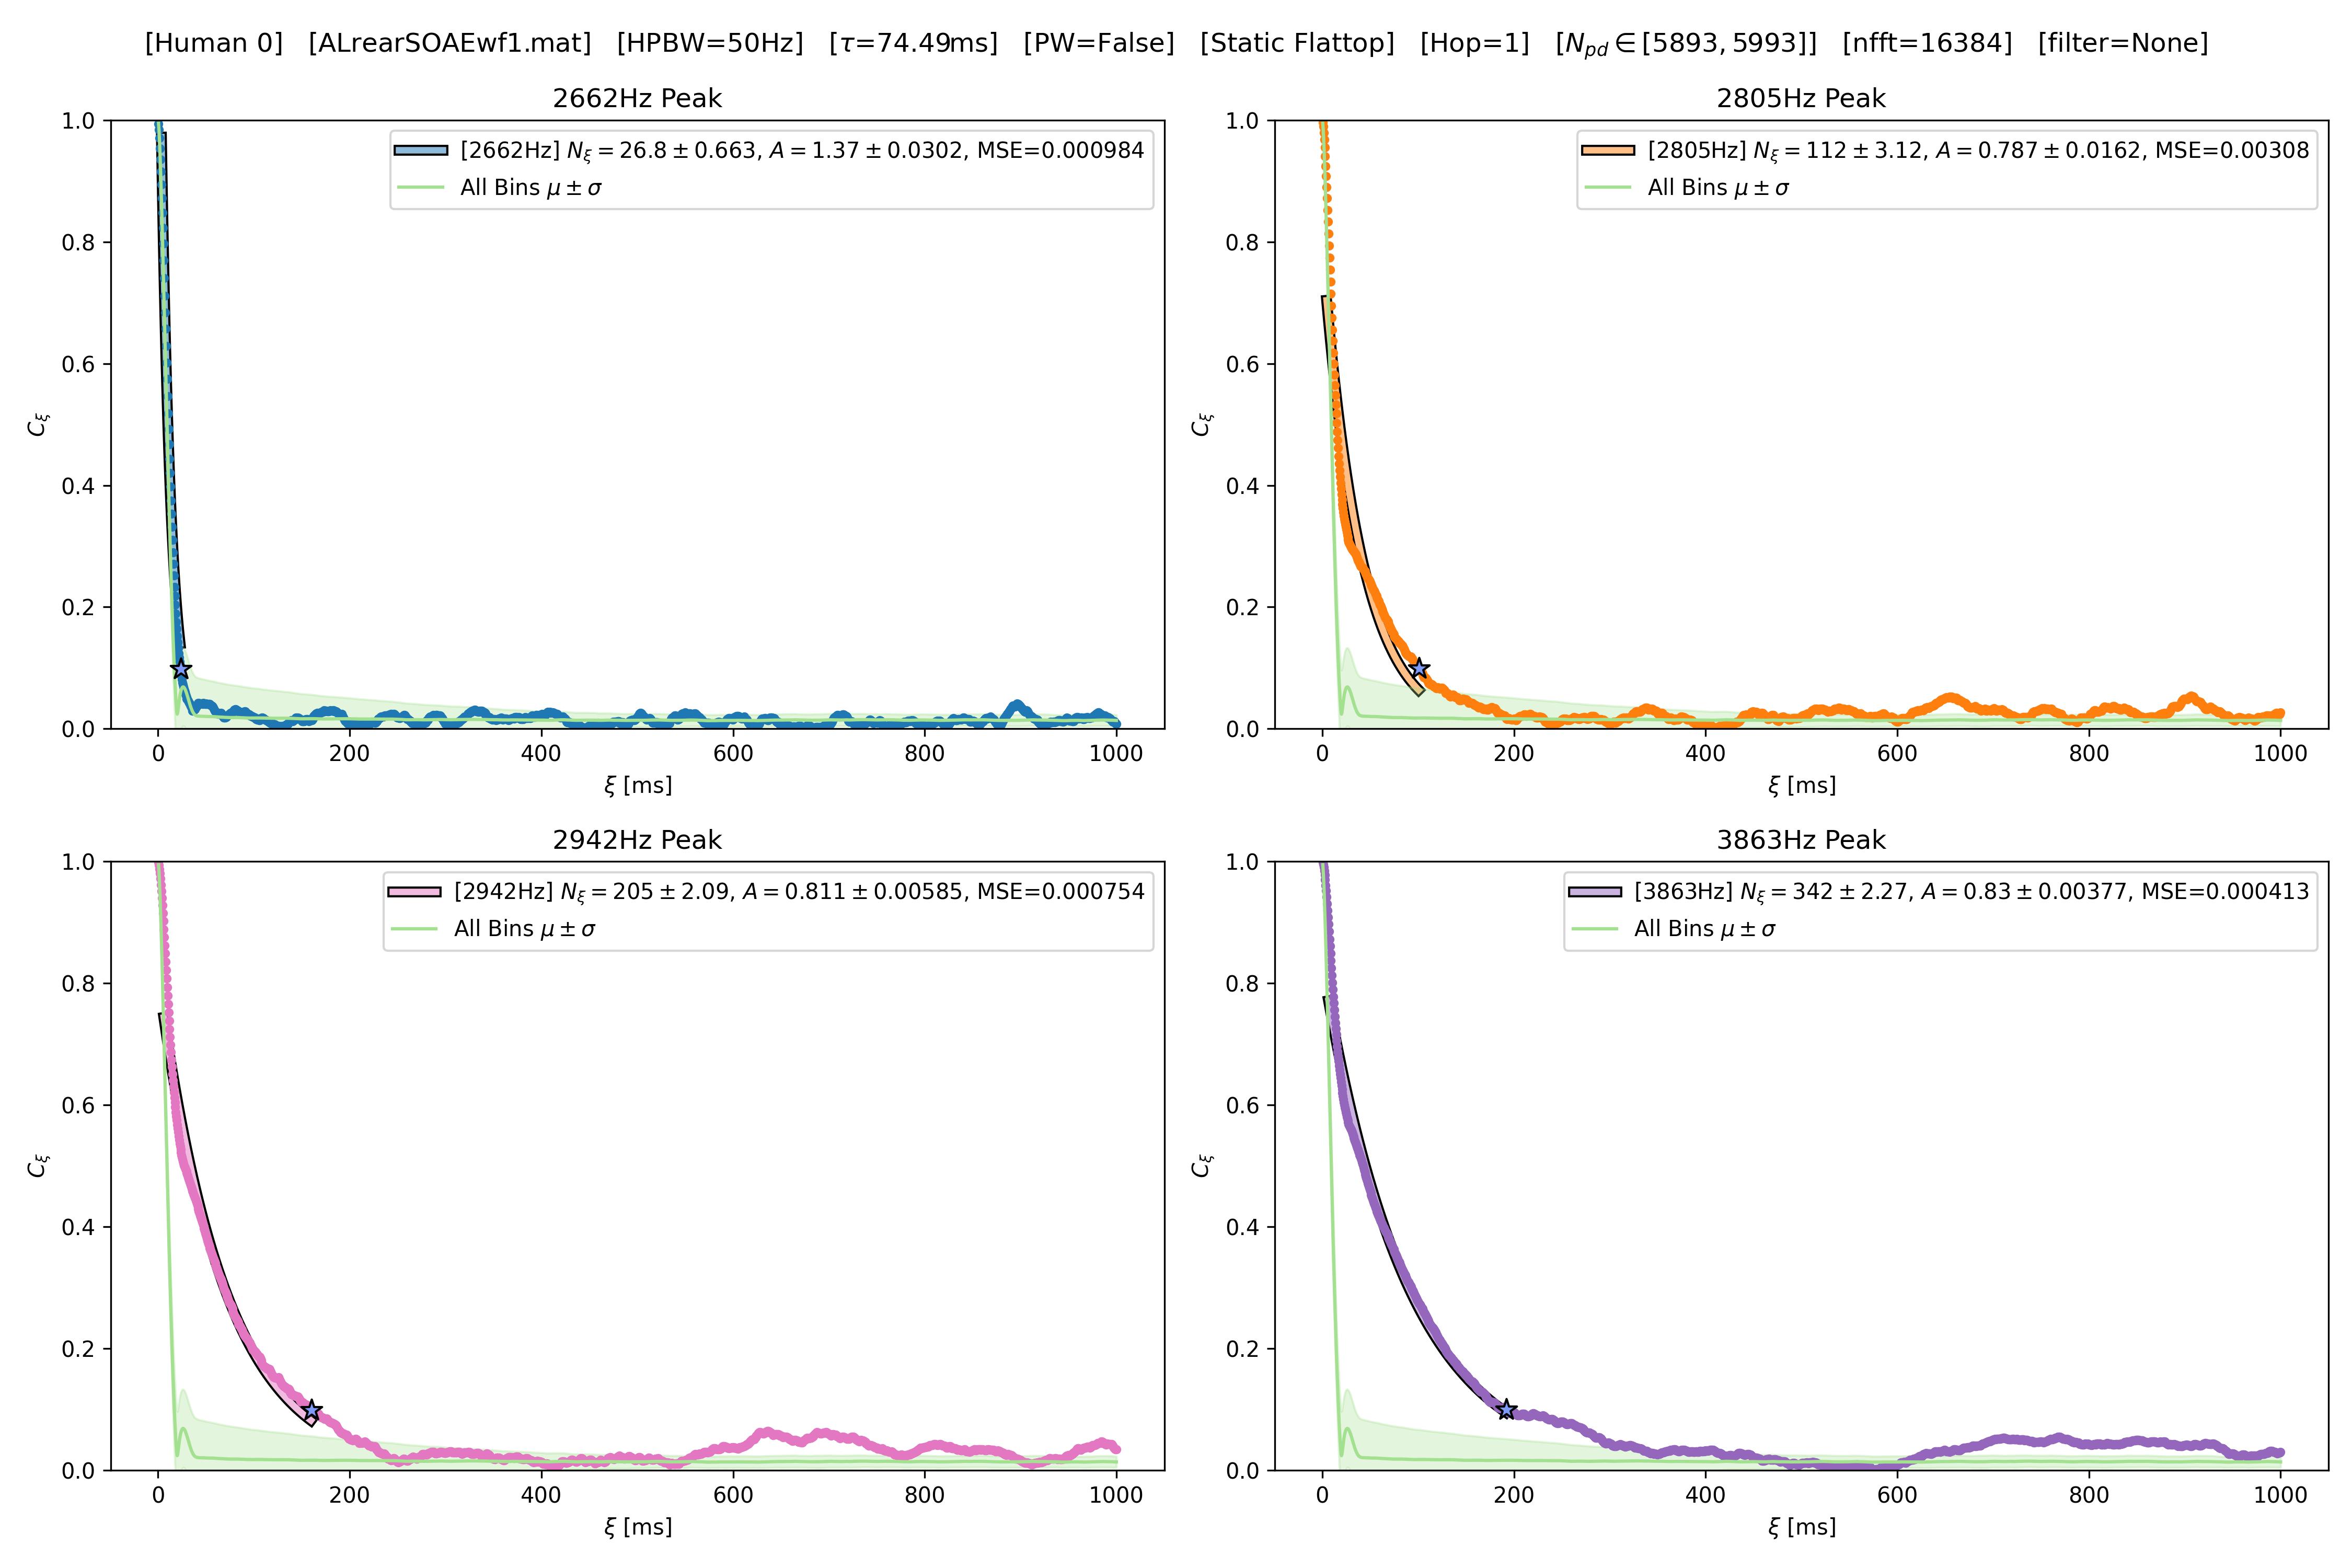 [Human 0] [ALrearSOAEwf1.mat] [HPBW=50Hz] [τ=74.49ms] [PW=False] [Static Flattop] [Hop=1] [N_pd ∈ [5893, 5993]] [nfft=16384] [filter=None]
2662Hz Peak
[2662Hz] N_ξ = 26.8 ± 0.663, A = 1.37 ± 0.0302, MSE=0.000984
All Bins μ ± σ
C_ξ
1.0
0.8
0.6
0.4
0.2
0.0
0 200 400 600 800 1000
ξ [ms]
2805Hz Peak
[2805Hz] N_ξ = 112 ± 3.12, A = 0.787 ± 0.0162, MSE=0.00308
All Bins μ ± σ
C_ξ
1.0
0.8
0.6
0.4
0.2
0.0
0 200 400 600 800 1000
ξ [ms]
2942Hz Peak
[2942Hz] N_ξ = 205 ± 2.09, A = 0.811 ± 0.00585, MSE=0.000754
All Bins μ ± σ
C_ξ
1.0
0.8
0.6
0.4
0.2
0.0
0 200 400 600 800 1000
ξ [ms]
3863Hz Peak
[3863Hz] N_ξ = 342 ± 2.27, A = 0.83 ± 0.00377, MSE=0.000413
All Bins μ ± σ
C_ξ
1.0
0.8
0.6
0.4
0.2
0.0
0 200 400 600 800 1000
ξ [ms]